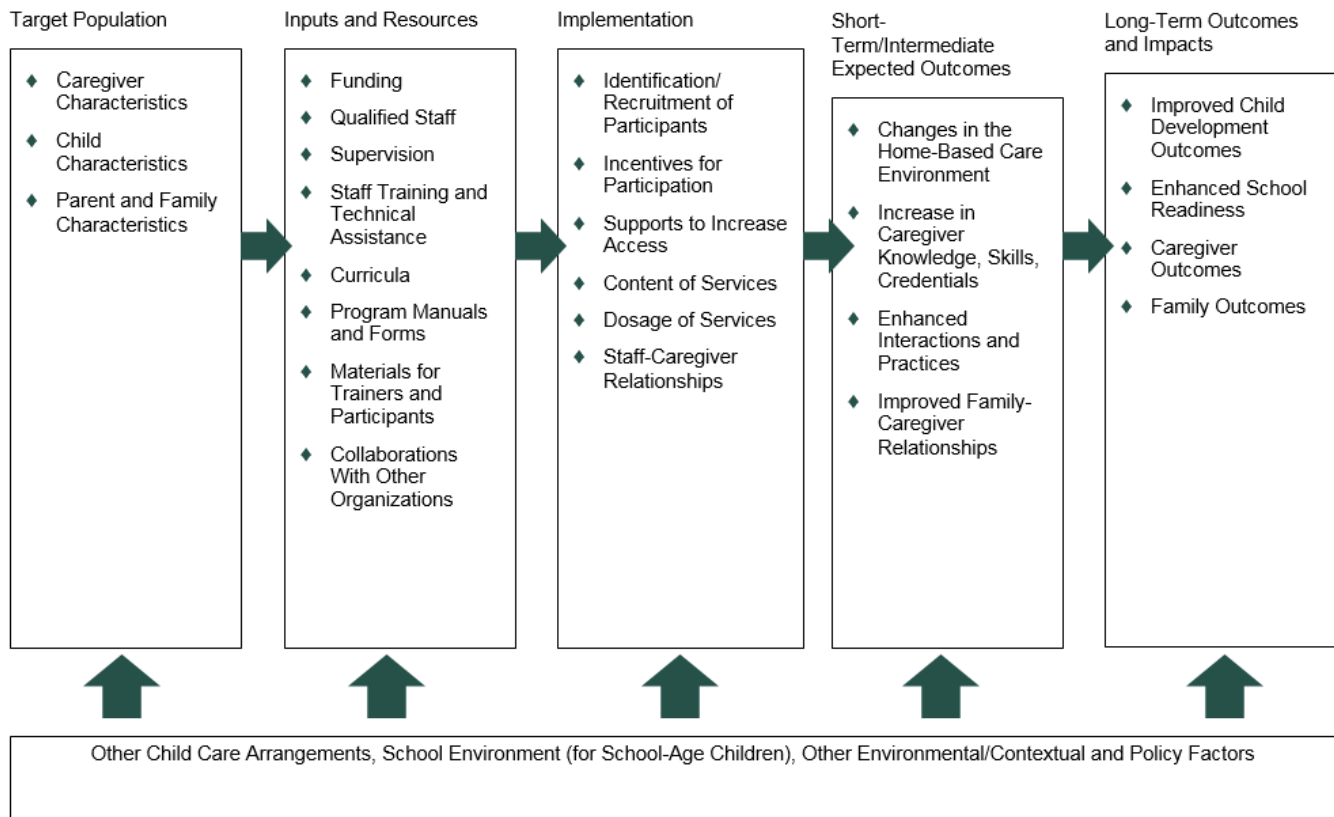 Target Population
Caregiver
Characteristics
Child
Characteristics
Parent and Family
Characteristics
Inputs and Resources
Funding
Qualified Staff
Supervision
Staff Training and
Technical
Assistance
Curricula
Program Manuals
and Forms
Materials for
Trainers and
Participants
Collaborations
With Other
Organizations
Implementation
Identification/
Recruitment of
Participants
Incentives for
Participation
Supports to Increase
Access
Content of Services
Dosage of Services
Staff-Caregiver
Relationships
Short-
Term/Intermediate
Expected Outcomes
Changes in the
Home-Based Care
Environment
Increase in
Caregiver
Knowledge, Skills,
Credentials
Enhanced
Interactions and
Practices
Improved Family-
Caregiver
Relationships
Long-Term Outcomes
and Impacts
Improved Child
Development
Outcomes
Enhanced School
Readiness
Caregiver
Outcomes
Family Outcomes
Other Child Care Arrangements, School Environment (for School-Age Children), Other Environmental/Contextual and Policy Factors